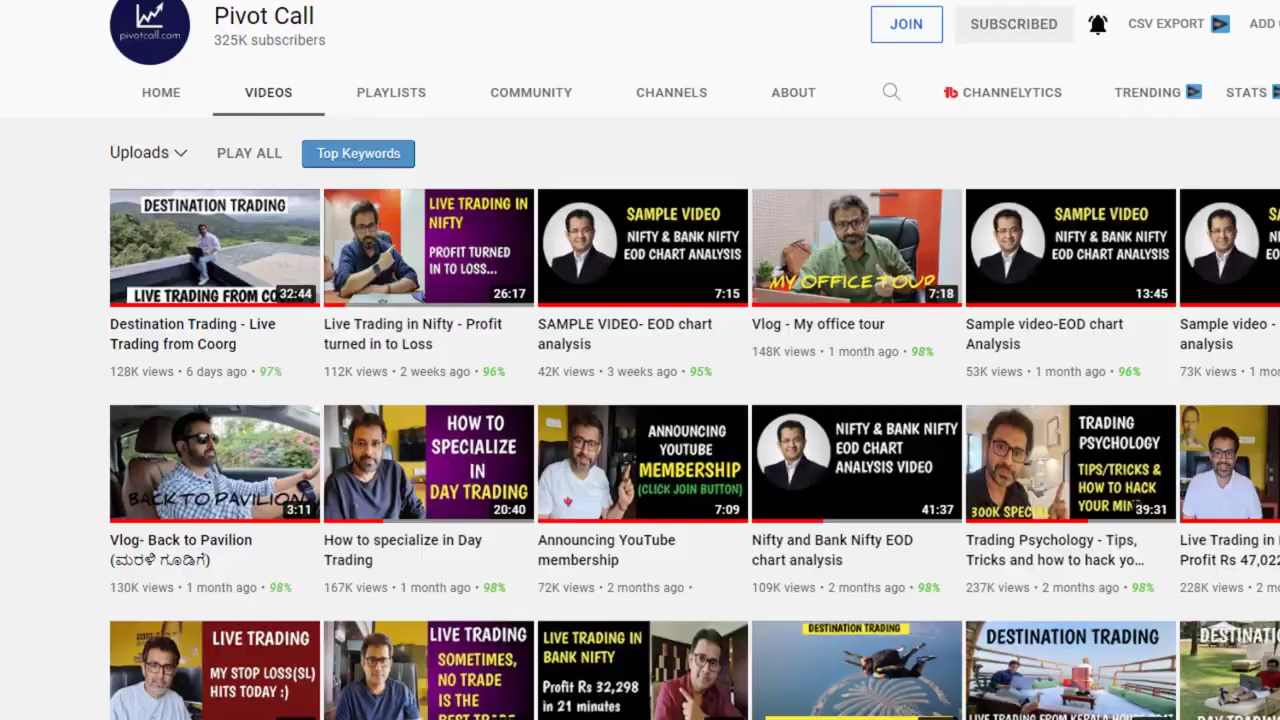 pivotcall.com
Pivot Call
325K subscribers
JOIN
SUBSCRIBED
CSV EXPORT
ADD
HOME
VIDEOS
PLAYLISTS
COMMUNITY
CHANNELS
ABOUT
CHANNELYTICS
TRENDING
STATS
Uploads
PLAY ALL
Top Keywords
DESTINATION TRADING
LIVE TRADING FROM
32:44
Destination Trading - Live
Trading from Coorg
128K views • 6 days ago • 97%
LIVE TRADING IN
NIFTY
PROFIT TURNED
IN TO LOSS...
26:17
Live Trading in Nifty - Profit
turned in to Loss
112K views • 2 weeks ago • 96%
SAMPLE VIDEO
NIFTY & BANK NIFTY
EOD CHART ANALYSIS
7:15
SAMPLE VIDEO- EOD chart
analysis
42K views • 3 weeks ago • 95%
MY OFFICE TOUR
7:18
Vlog - My office tour
148K views • 1 month ago • 98%
SAMPLE VIDEO
NIFTY & BANK NIFTY
EOD CHART ANALYSIS
13:45
Sample video-EOD chart
Analysis
53K views • 1 month ago • 96%
Sample video -
analysis
73K views • 1
BACK TO PAVILION
3:11
Vlog- Back to Pavilion
(ಮರಳಿ ಗೂಡಿಗೆ)
130K views • 1 month ago • 98%
HOW TO
SPECIALIZE
IN
DAY TRADING
20:40
How to specialize in Day
Trading
167K views • 1 month ago • 98%
ANNOUNCING
YOUTUBE
MEMBERSHIP
(CLICK JOIN BUTTON)
7:09
Announcing YouTube
membership
72K views • 2 months ago •
NIFTY & BANK NIFTY
EOD CHART
ANALYSIS VIDEO
41:37
Nifty and Bank Nifty EOD
chart analysis
109K views • 2 months ago • 98%
TRADING
PSYCHOLOGY
TIPS/TRICKS &
HOW TO HACK
YOUR
300K
39:31
Trading Psychology - Tips,
Tricks and how to hack yo...
237K views • 2 months ago • 98%
Live Trading in
Profit Rs 47,022
228K views • 2
LIVE TRADING
MY STOP LOSS(SL)
HITS TODAY :)
LIVE TRADING
SOMETIMES,
NO TRADE
IS THE
BEST
LIVE TRADING IN
BANK NIFTY
Profit Rs 32,298
in 21 minutes
DESTINATION TRADING
DESTINATION TRADING
LIVE TRADING FROM KERALA